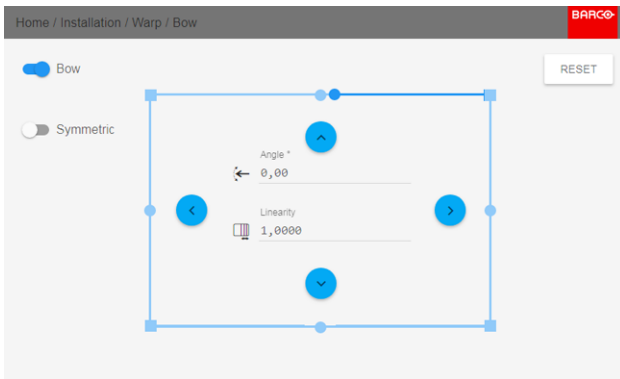 Home / Installation / Warp / Bow
BARCO
Bow
RESET
Symmetric
Angle *
0,00
Linearity
1,0000